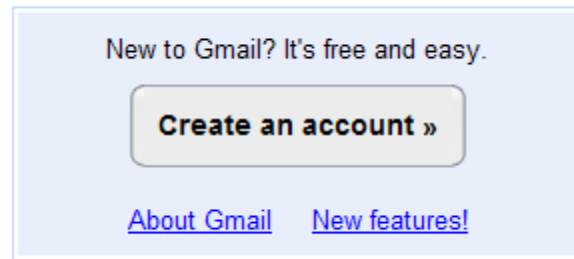 New to Gmail? It's free and easy.
Create an account »
About Gmail New features!